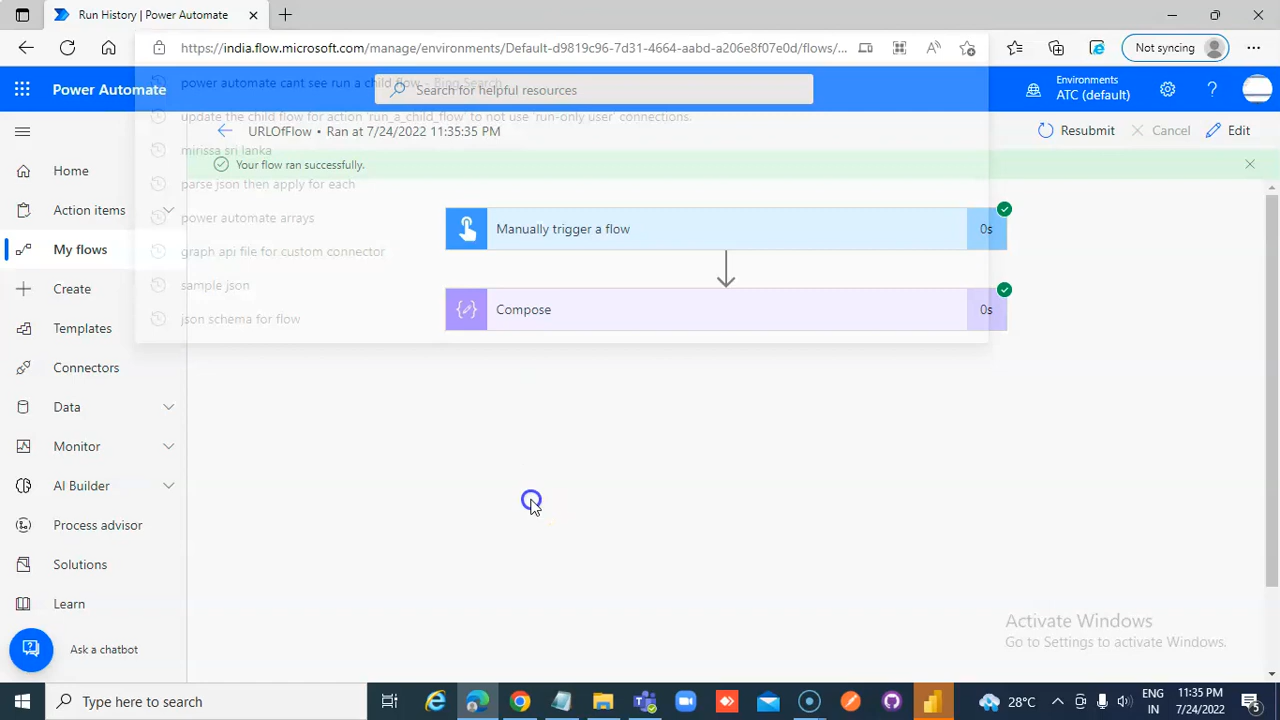 Run History | Power Automate
https://india.flow.microsoft.com/manage/environments/Default-d9819c96-7d31-4664-aabd-a206e8f07e0d/flows/...
Not syncing
power automate cant see run a child flow - Bing Search
Power Automate
Search for helpful resources
Environments
ATC (default)
update the child flow for action 'run_a_child_flow' to not use 'run-only user' connections.
URLOfFlow • Ran at 7/24/2022 11:35:35 PM
Resubmit
Cancel
Edit
mirissa sri lanka
Your flow ran successfully.
Home
parse json then apply for each
Action items
power automate arrays
Manually trigger a flow
0s
My flows
graph api file for custom connector
Create
sample json
Compose
0s
json schema for flow
Templates
Connectors
Data
Monitor
AI Builder
Process advisor
Solutions
Learn
Ask a chatbot
Activate Windows
Go to Settings to activate Windows.
Type here to search
28°C
ENG
IN
11:35 PM
7/24/2022
5